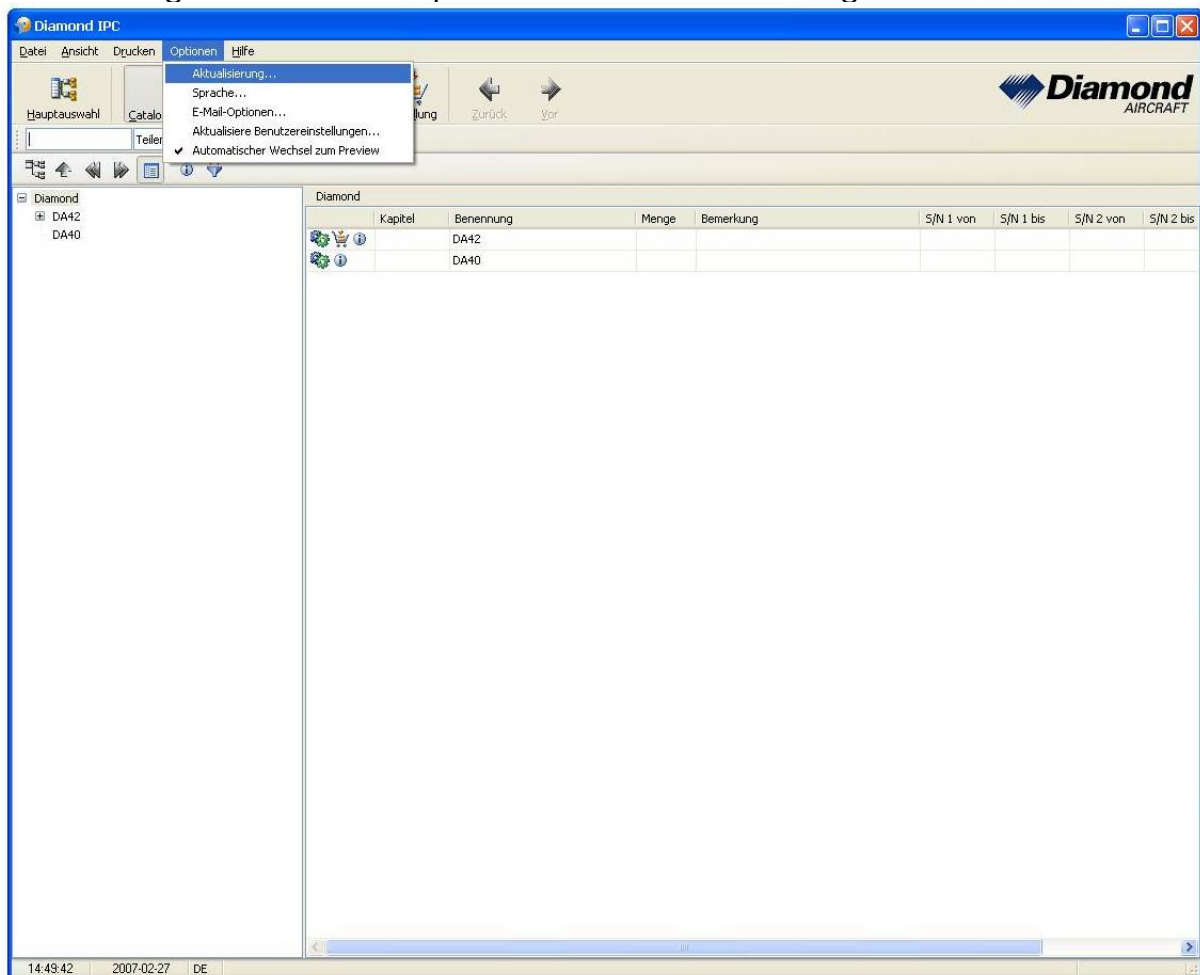 Diamond IPC
Datei Ansicht Drucken Optionen Hilfe
Aktualisierung...
Sprache...
E-Mail-Optionen...
Aktualisiere Benutzereinstellungen...
✔ Automatischer Wechsel zum Preview
Hauptauswahl Catalo lung Zurück Vor
Diamond
AIRCRAFT
Teiler
Diamond
DA42
DA40
Diamond
Kapitel Benennung Menge Bemerkung S/N 1 von S/N 1 bis S/N 2 von S/N 2 bis
DA42
DA40
14:49:42 2007-02-27 DE